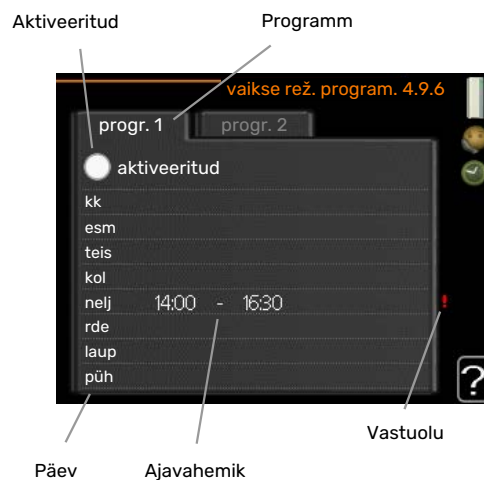 Aktiveeritud
Programm
vaikse rež. program. 4.9.6
progr. 1
progr. 2
aktiveeritud
kk
esm
teis
kol
nelj 14:00 - 16:30 !
rde
laup
püh
?
Vastuolu
Päev
Ajavahemik